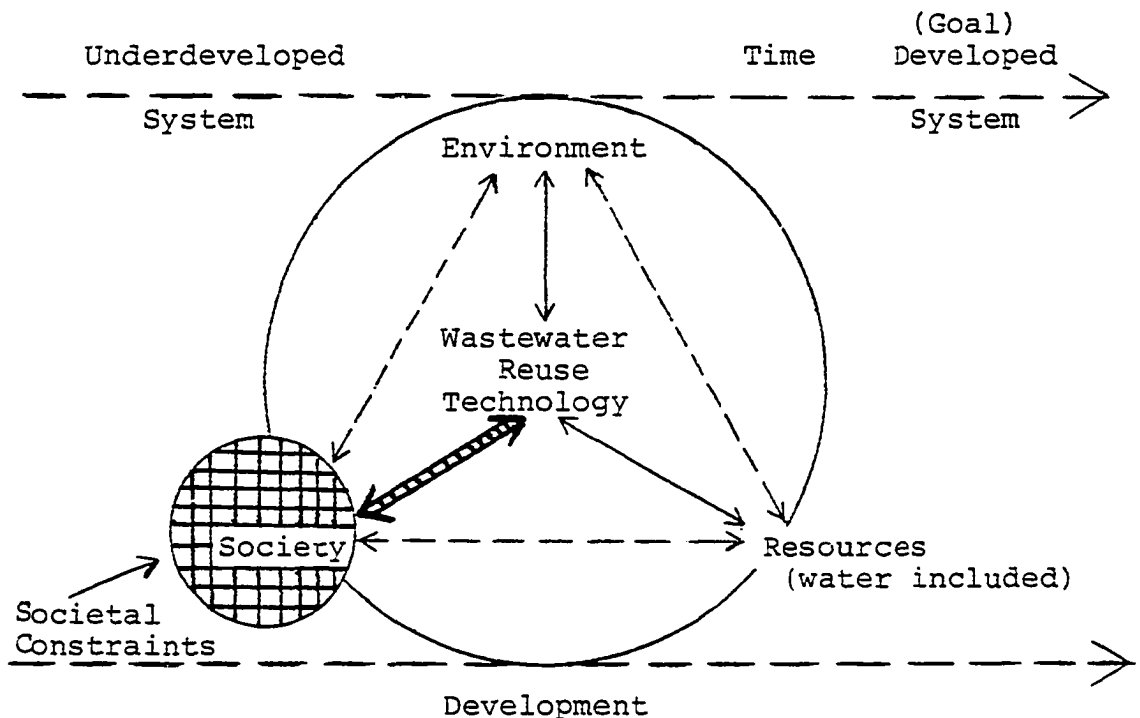 (Goal)
Underdeveloped Time Developed
System System
Environment
Wastewater
Reuse
Technology
Society Resources
(water included)
Societal
Constraints
Development